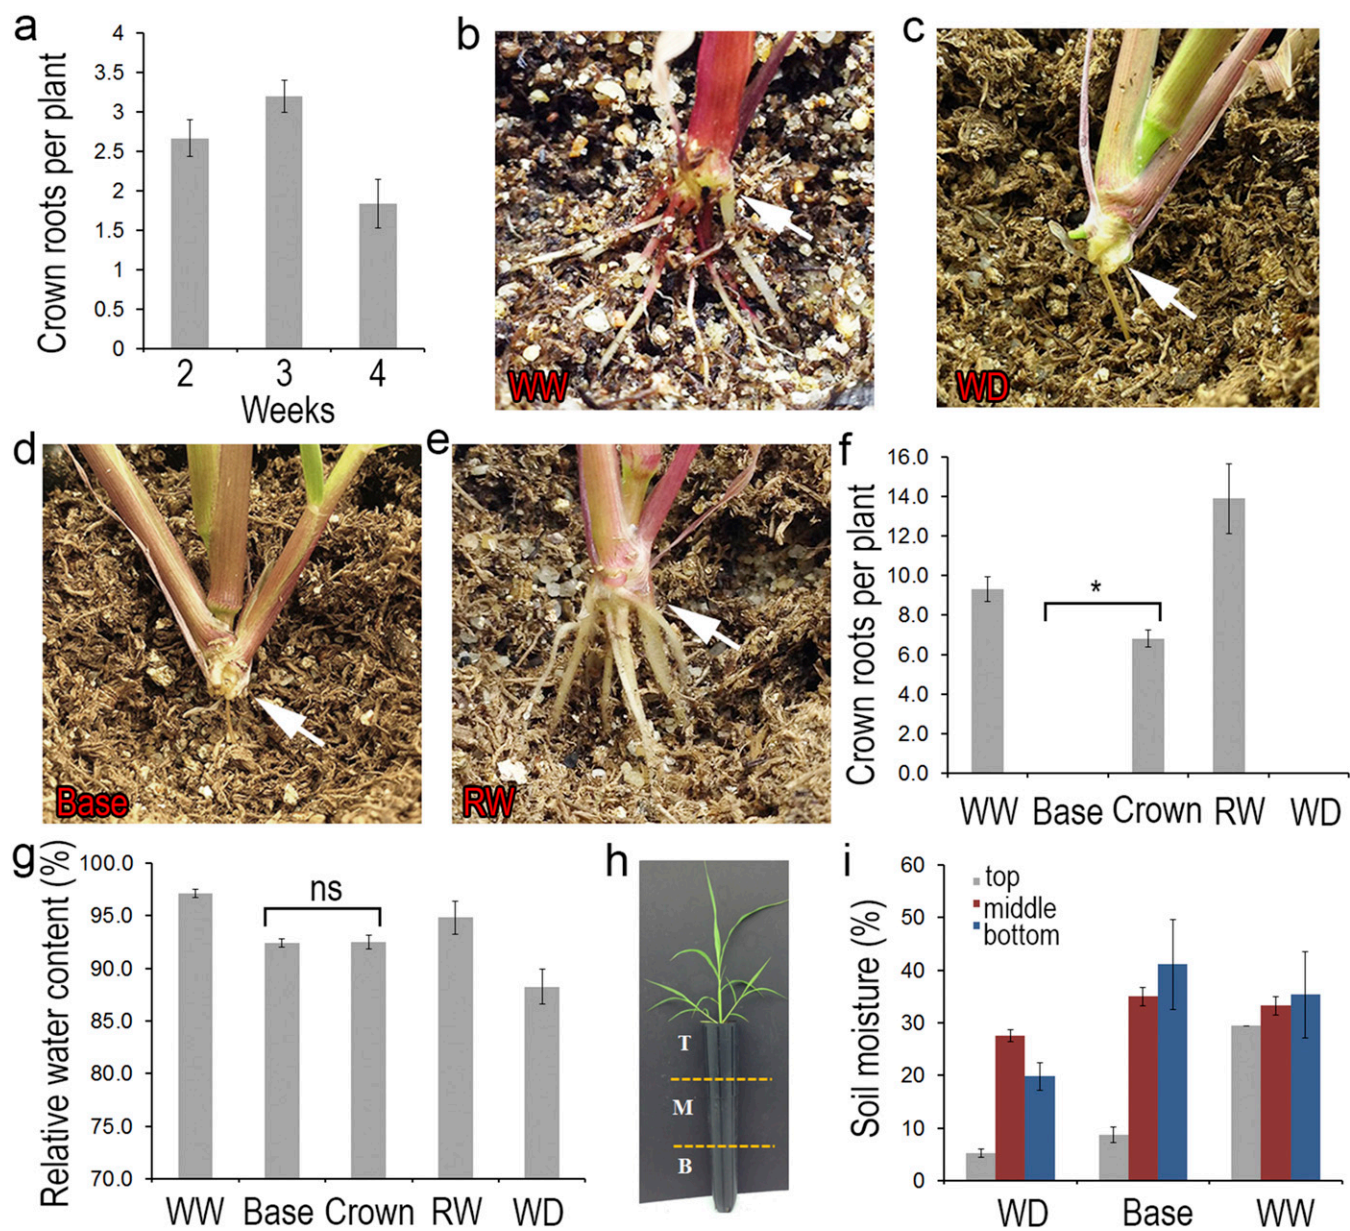 a
Crown roots per plant
4
3.5
3
2.5
2
1.5
1
0.5
0
2 3 4
Weeks
b
WW
c
WD
d
Base
e
RW
f
Crown roots per plant
16.0
14.0
12.0
10.0
8.0
6.0
4.0
2.0
0.0
*
WW Base Crown RW WD
g
Relative water content (%)
100.0
95.0
90.0
85.0
80.0
75.0
70.0
ns
WW Base Crown RW WD
h
T
M
B
i
Soil moisture (%)
60
50
40
30
20
10
0
top
middle
bottom
WD Base WW